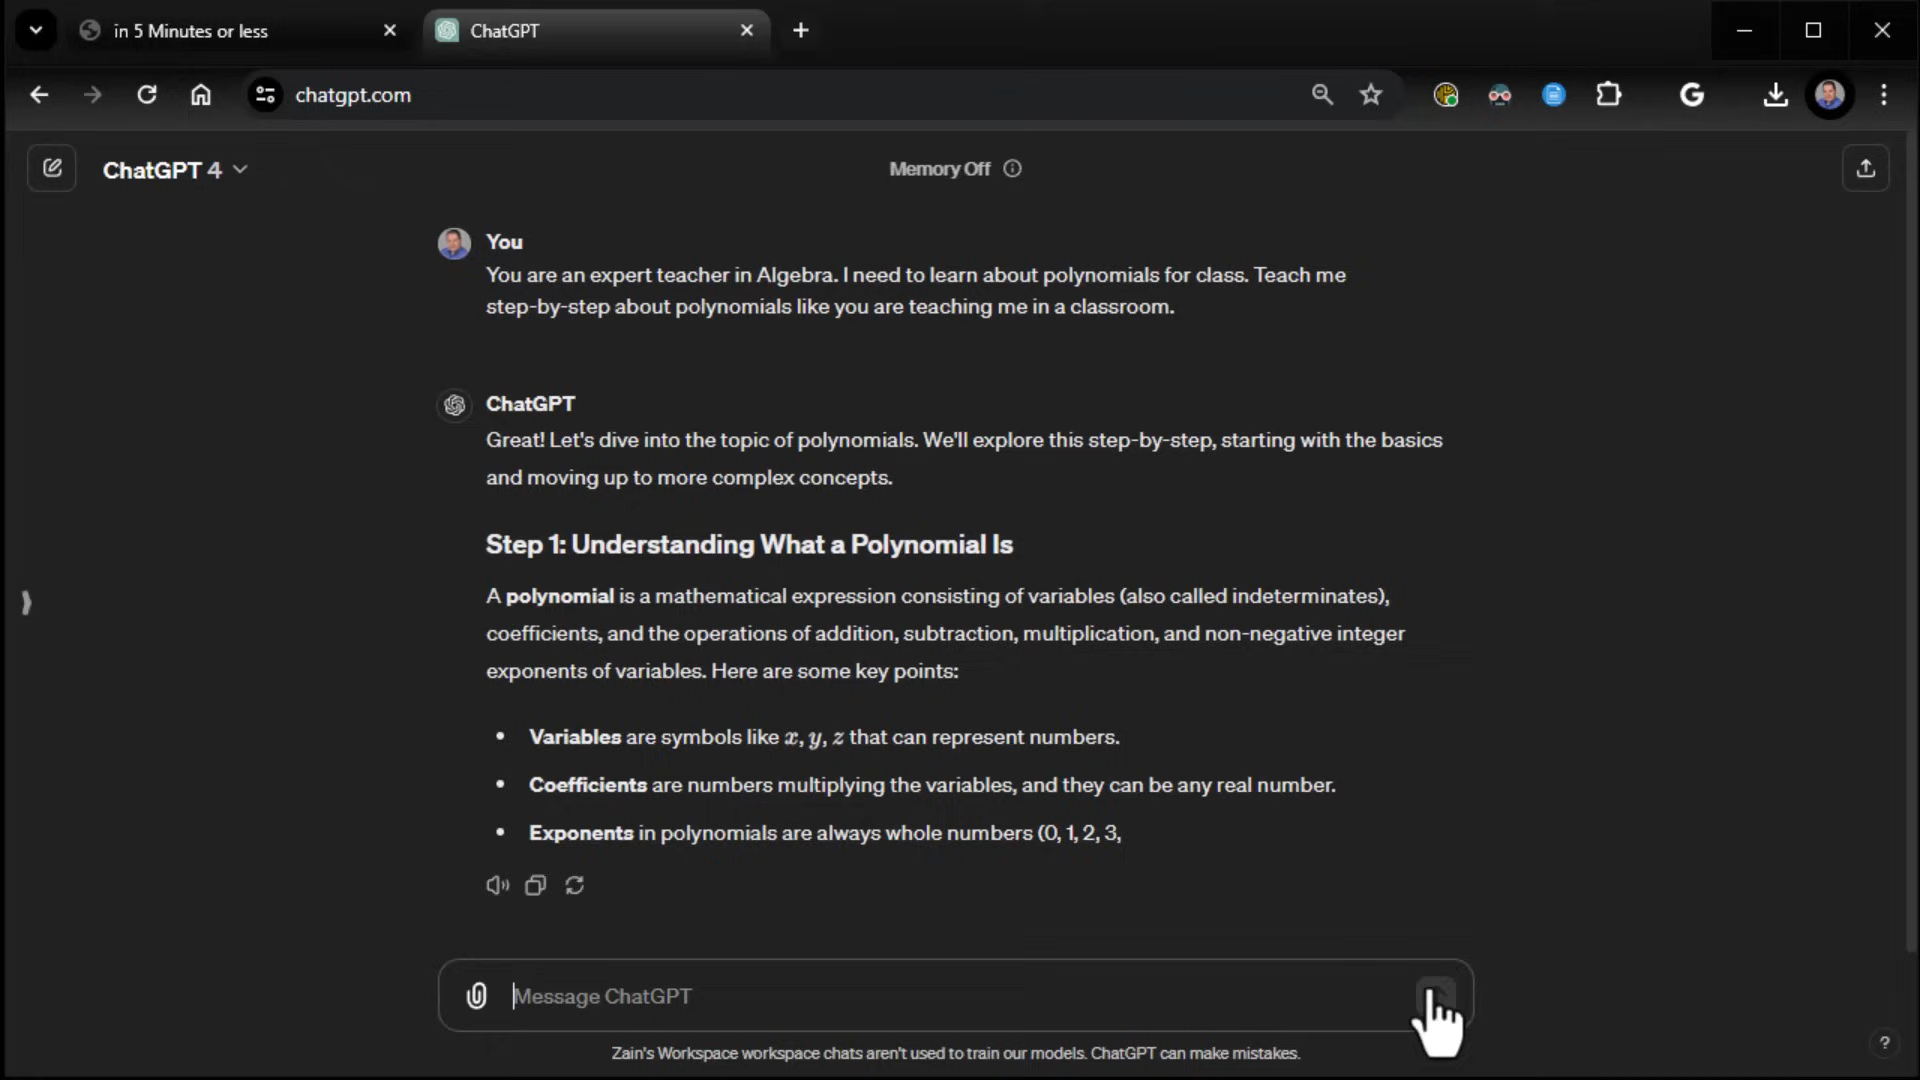 in 5 Minutes or less
ChatGPT
chatgpt.com
ChatGPT 4
Memory Off
You
You are an expert teacher in Algebra. I need to learn about polynomials for class. Teach me
step-by-step about polynomials like you are teaching me in a classroom.
ChatGPT
Great! Let's dive into the topic of polynomials. We'll explore this step-by-step, starting with the basics
and moving up to more complex concepts.
Step 1: Understanding What a Polynomial Is
A polynomial is a mathematical expression consisting of variables (also called indeterminates),
coefficients, and the operations of addition, subtraction, multiplication, and non-negative integer
exponents of variables. Here are some key points:
• Variables are symbols like x, y, z that can represent numbers.
• Coefficients are numbers multiplying the variables, and they can be any real number.
• Exponents in polynomials are always whole numbers (0, 1, 2, 3,
Message ChatGPT
Zain's Workspace workspace chats aren't used to train our models. ChatGPT can make mistakes.
?